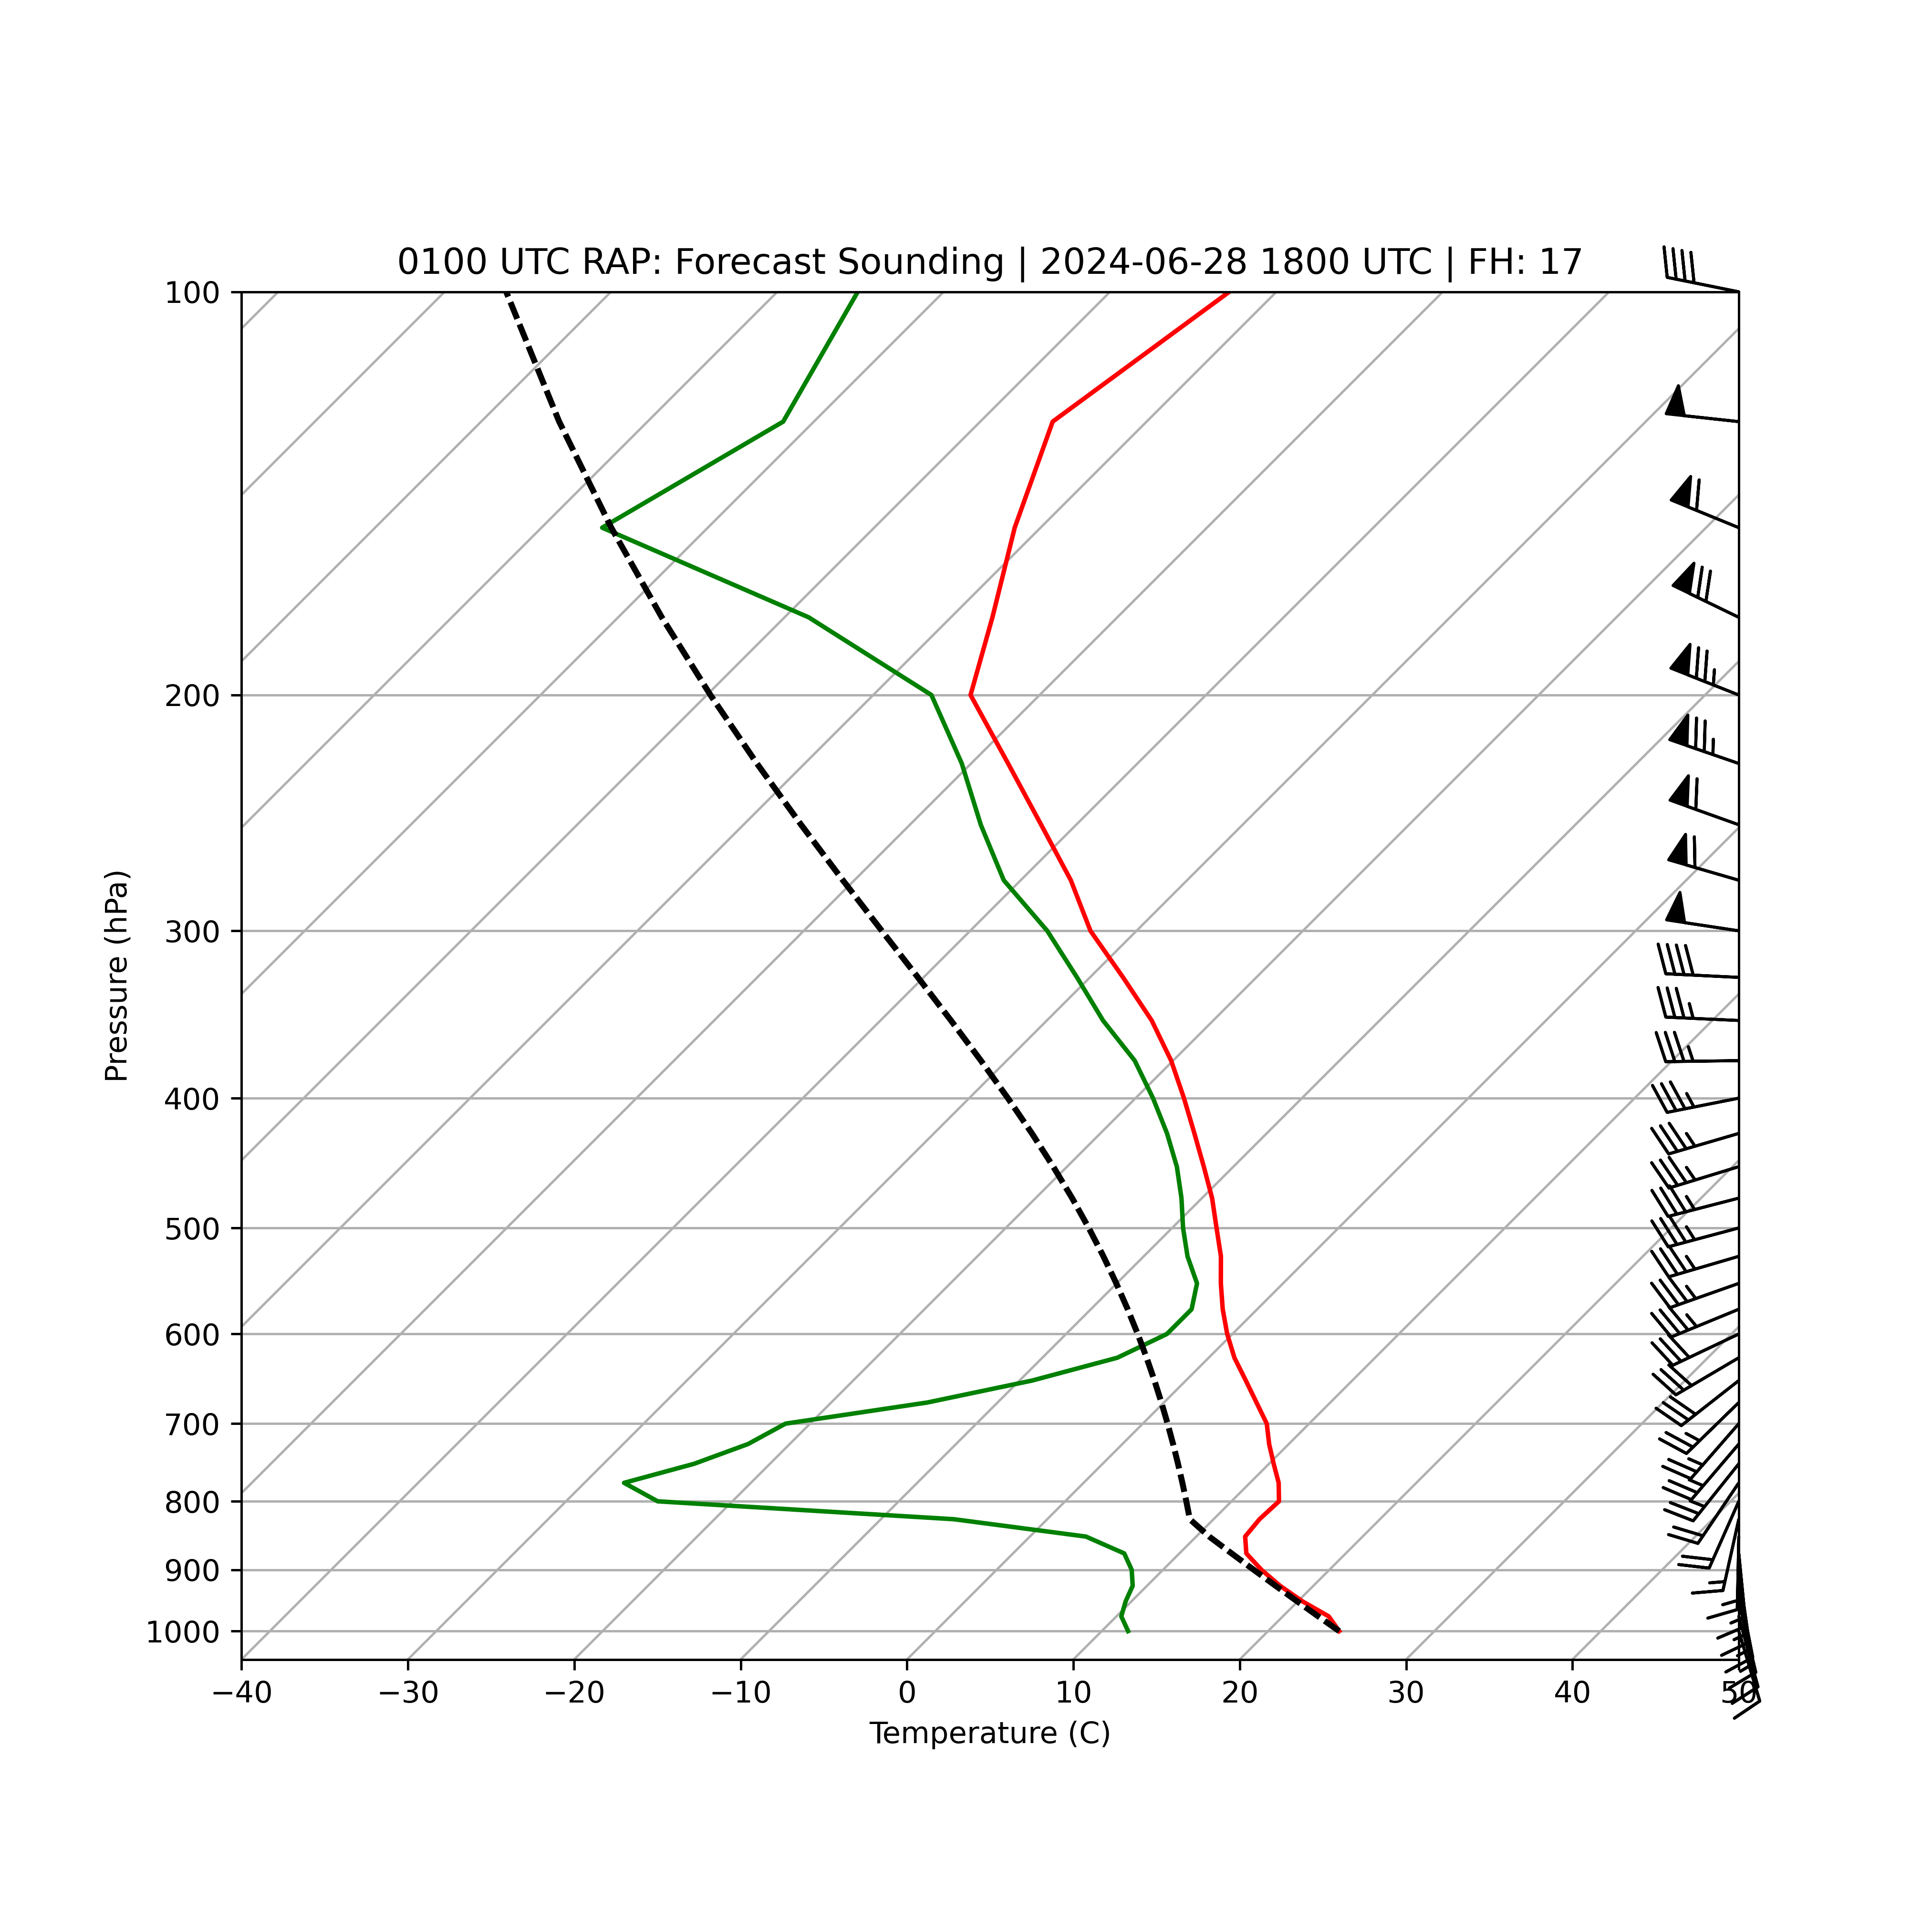 0100 UTC RAP: Forecast Sounding | 2024-06-28 1800 UTC | FH: 17
100
200
300
400
500
600
700
800
900
1000
Pressure (hPa)
−40 −30 −20 −10 0 10 20 30 40 50
Temperature (C)